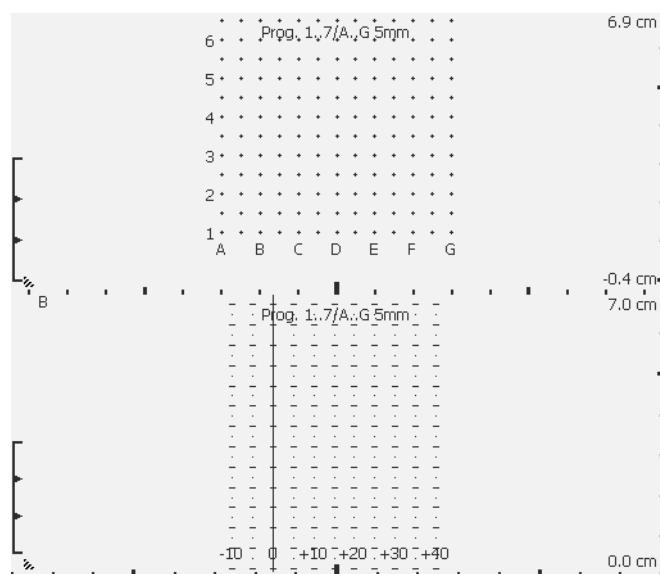 6.9 cm
Prog. 1..7/A..G 5mm
6
5
4
3
2
1
A B C D E F G
-0.4 cm
B
7.0 cm
Prog. 1..7/A..G 5mm
-10 0 +10 +20 +30 +40
0.0 cm